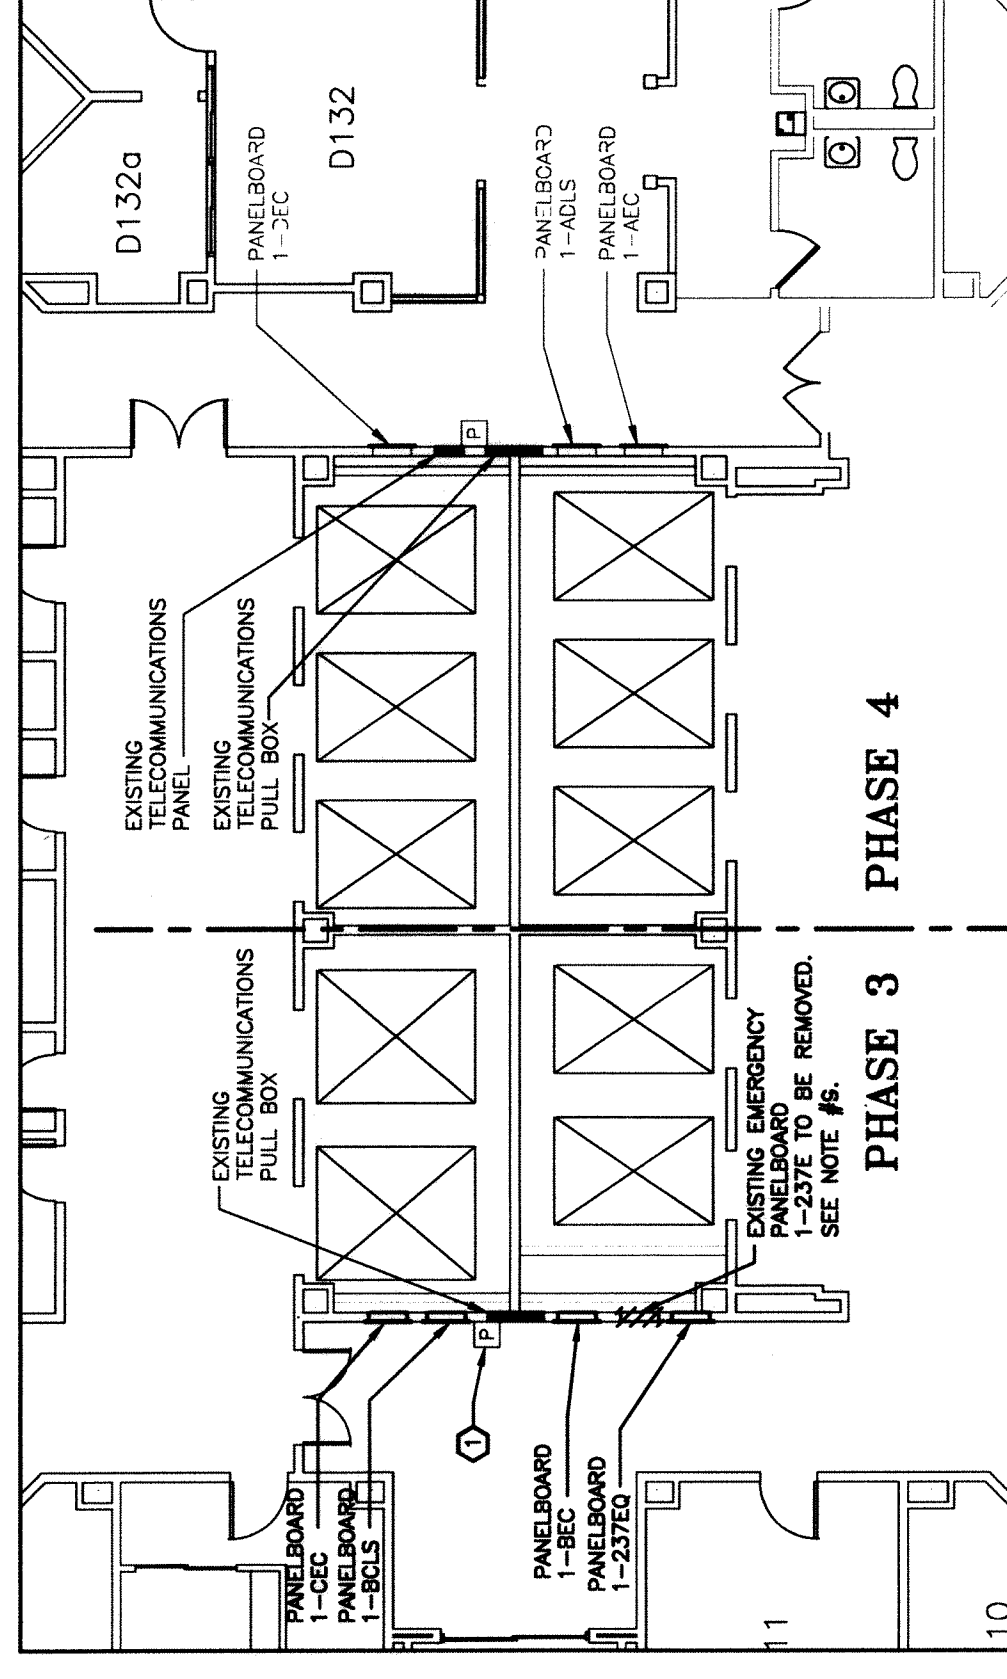 D132a
D132
PANELBOARD
1-DEC
PANELBOARD
1-ADLS
PANELBOARD
1-AEC
P
EXISTING
TELECOMMUNICATIONS
PANEL
EXISTING
TELECOMMUNICATIONS
PULL BOX
PHASE 4
EXISTING
TELECOMMUNICATIONS
PULL BOX
EXISTING EMERGENCY
PANELBOARD
1-237E TO BE REMOVED.
SEE NOTE #6.
PHASE 3
P
1
PANELBOARD
1-CEC
PANELBOARD
1-BCLS
PANELBOARD
1-BEC
PANELBOARD
1-237EQ
11
10